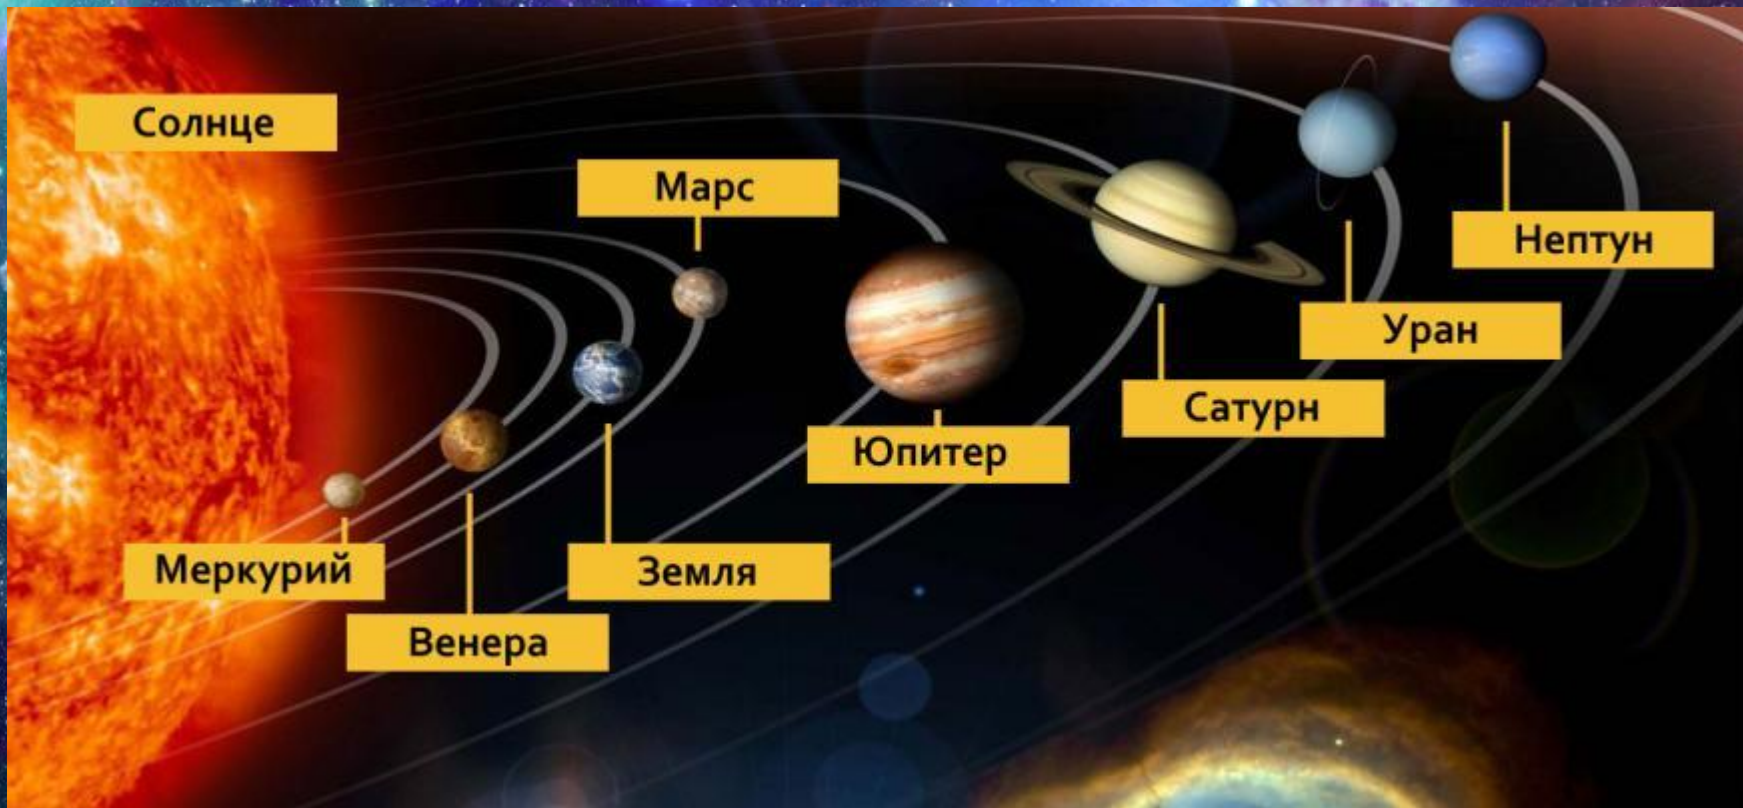 Солнце
Марс
Нептун
Уран
Сатурн
Юпитер
Меркурий
Земля
Венера